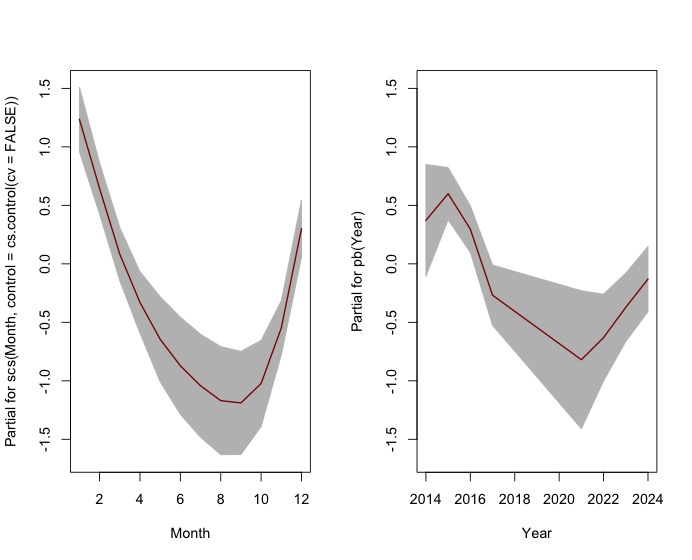 Partial for scs(Month, control = cs.control(cv = FALSE))
1.5
1.0
0.5
0.0
-0.5
-1.0
-1.5
2 4 6 8 10 12
Month
Partial for pb(Year)
1.5
1.0
0.5
0.0
-0.5
-1.0
-1.5
2014 2016 2018 2020 2022 2024
Year